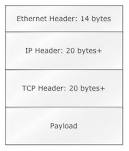 Ethernet Header: 14 bytes
IP Header: 20 bytes+
TCP Header: 20 bytes+
Payload